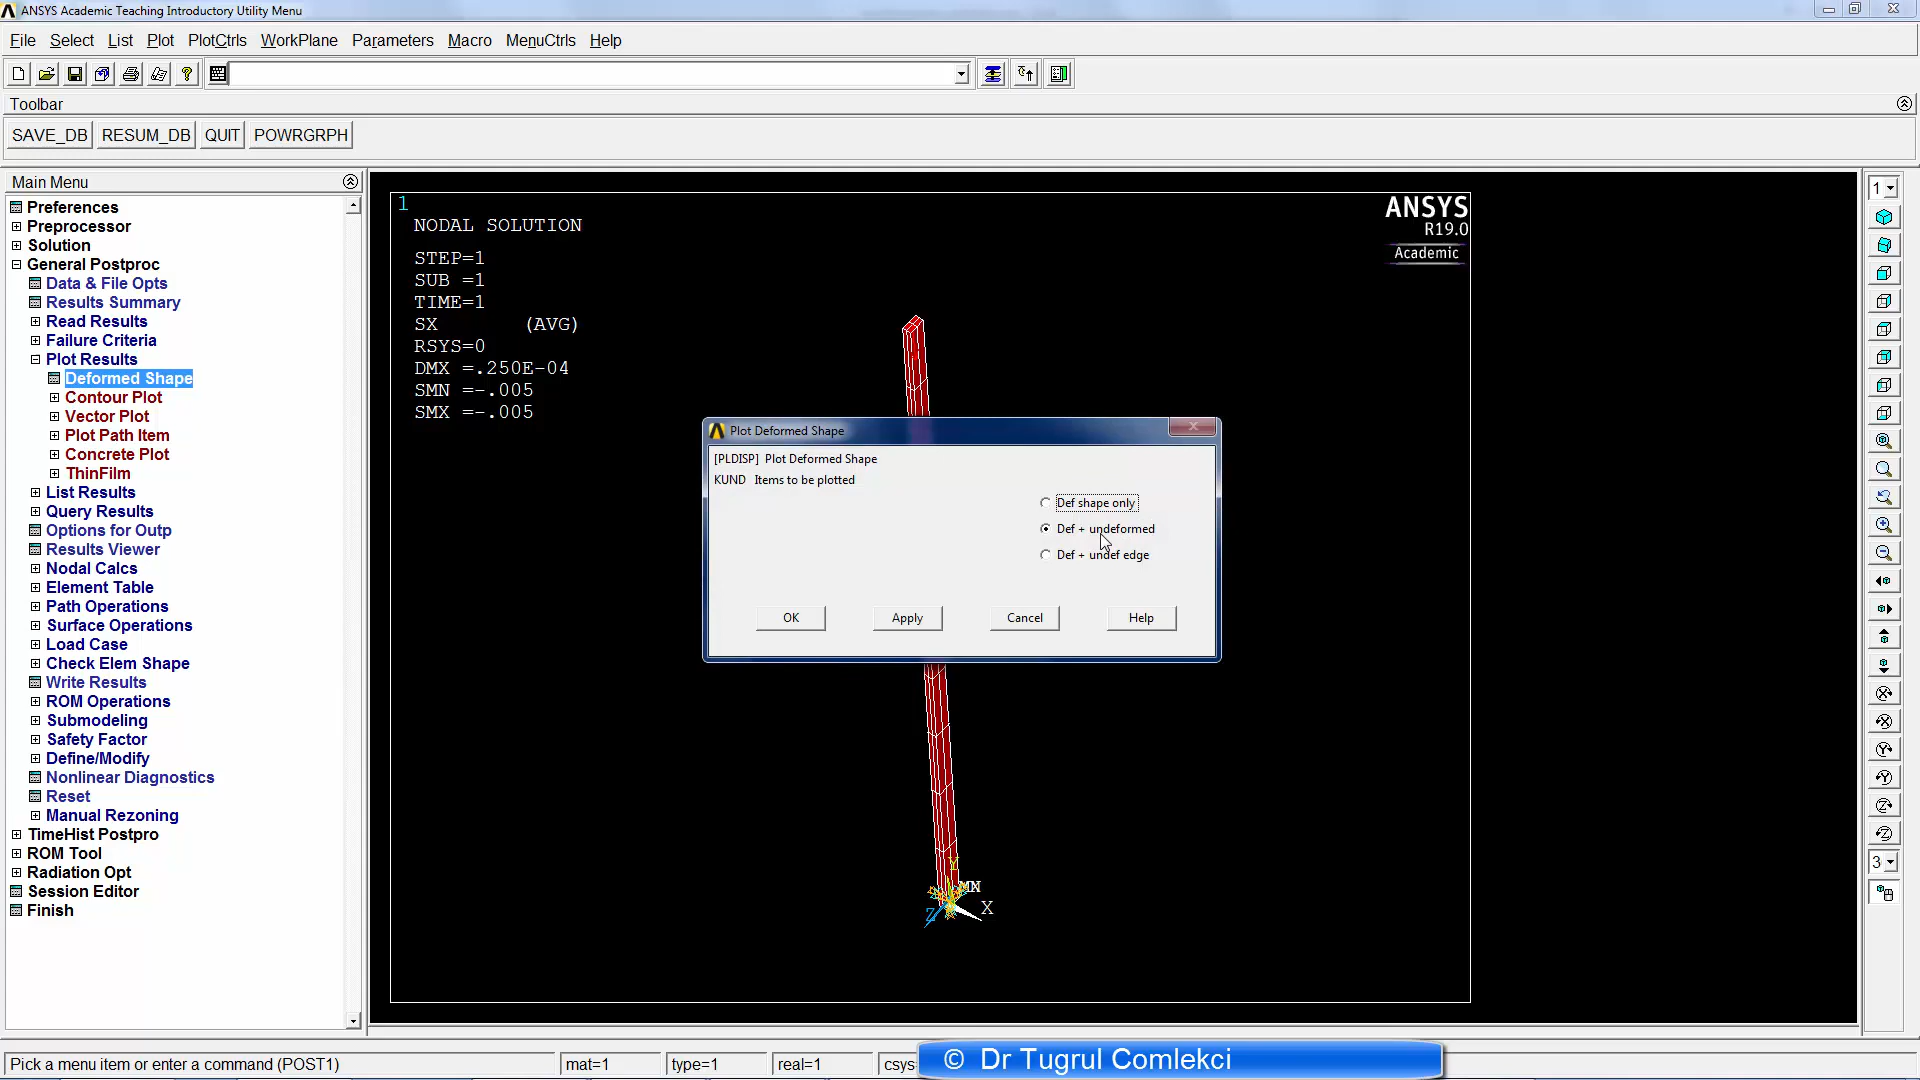 ANSYS Academic Teaching Introductory Utility Menu
File Select List Plot PlotCtrls WorkPlane Parameters Macro MenuCtrls Help
Toolbar
SAVE_DB RESUM_DB QUIT POWRGRPH
Main Menu
Preferences
Preprocessor
Solution
General Postproc
Data & File Opts
Results Summary
Read Results
Failure Criteria
Plot Results
Deformed Shape
Contour Plot
Vector Plot
Plot Path Item
Concrete Plot
ThinFilm
List Results
Query Results
Options for Outp
Results Viewer
Nodal Calcs
Element Table
Path Operations
Surface Operations
Load Case
Check Elem Shape
Write Results
ROM Operations
Submodeling
Safety Factor
Define/Modify
Nonlinear Diagnostics
Reset
Manual Rezoning
TimeHist Postpro
ROM Tool
Radiation Opt
Session Editor
Finish
1
NODAL SOLUTION
STEP=1
SUB =1
TIME=1
SX (AVG)
RSYS=0
DMX =.250E-04
SMN =-.005
SMX =-.005
ANSYS
R19.0
Academic
Plot Deformed Shape
[PLDISP] Plot Deformed Shape
KUND Items to be plotted
Def shape only
Def + undeformed
Def + undef edge
OK Apply Cancel Help
Y
Z
X
1
3
Pick a menu item or enter a command (POST1)
mat=1
type=1
real=1
csys=
© Dr Tugrul Comlekci